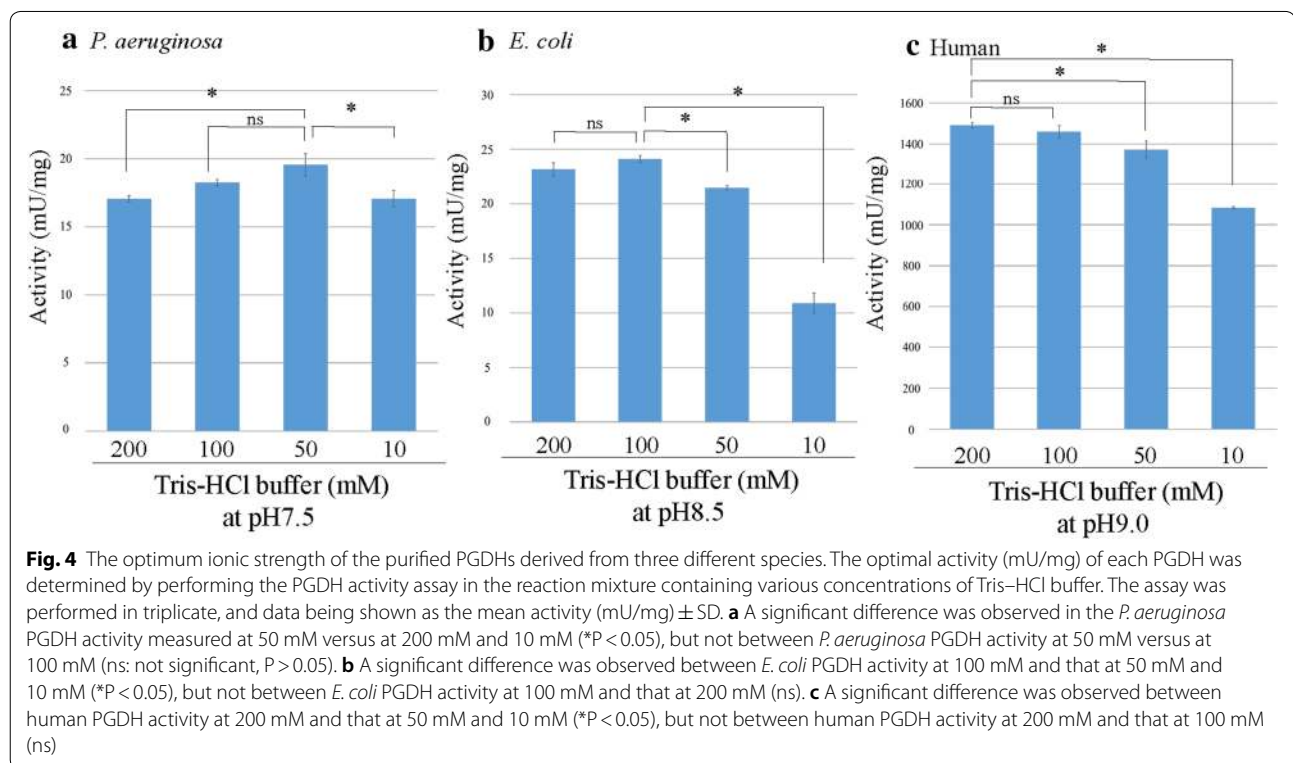 a P. aeruginosa
25
20
15
10
5
0
Activity (mU/mg)
*
ns
*
200 100 50 10
Tris-HCl buffer (mM)
at pH7.5
b E. coli
30
25
20
15
10
5
0
Activity (mU/mg)
*
ns
*
200 100 50 10
Tris-HCl buffer (mM)
at pH8.5
c Human
1600
1400
1200
1000
800
600
400
200
0
Activity (mU/mg)
*
*
ns
200 100 50 10
Tris-HCl buffer (mM)
at pH9.0
Fig. 4 The optimum ionic strength of the purified PGDHs derived from three different species. The optimal activity (mU/mg) of each PGDH was
determined by performing the PGDH activity assay in the reaction mixture containing various concentrations of Tris–HCl buffer. The assay was
performed in triplicate, and data being shown as the mean activity (mU/mg) ± SD. a A significant difference was observed in the P. aeruginosa
PGDH activity measured at 50 mM versus at 200 mM and 10 mM (*P < 0.05), but not between P. aeruginosa PGDH activity at 50 mM versus at
100 mM (ns: not significant, P > 0.05). b A significant difference was observed between E. coli PGDH activity at 100 mM and that at 50 mM and
10 mM (*P < 0.05), but not between E. coli PGDH activity at 100 mM and that at 200 mM (ns). c A significant difference was observed between
human PGDH activity at 200 mM and that at 50 mM and 10 mM (*P < 0.05), but not between human PGDH activity at 200 mM and that at 100 mM
(ns)